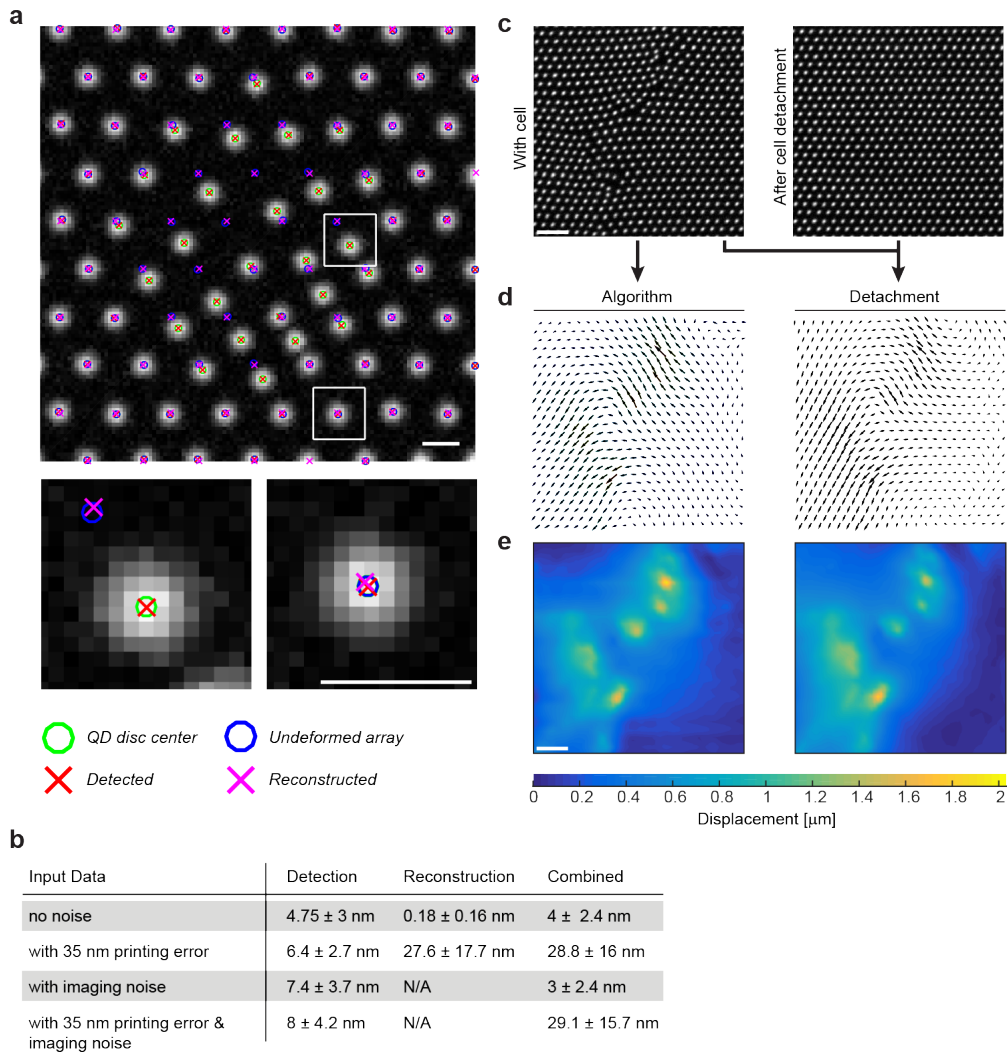 a
QD disc center
Undeformed array
Detected
Reconstructed
b
Input Data Detection Reconstruction Combined
no noise 4.75 ± 3 nm 0.18 ± 0.16 nm 4 ± 2.4 nm
with 35 nm printing error 6.4 ± 2.7 nm 27.6 ± 17.7 nm 28.8 ± 16 nm
with imaging noise 7.4 ± 3.7 nm N/A 3 ± 2.4 nm
with 35 nm printing error &
imaging noise 8 ± 4.2 nm N/A 29.1 ± 15.7 nm
c
With cell
After cell detachment
d
Algorithm
Detachment
e
0 0.2 0.4 0.6 0.8 1 1.2 1.4 1.6 1.8 2
Displacement [μm]